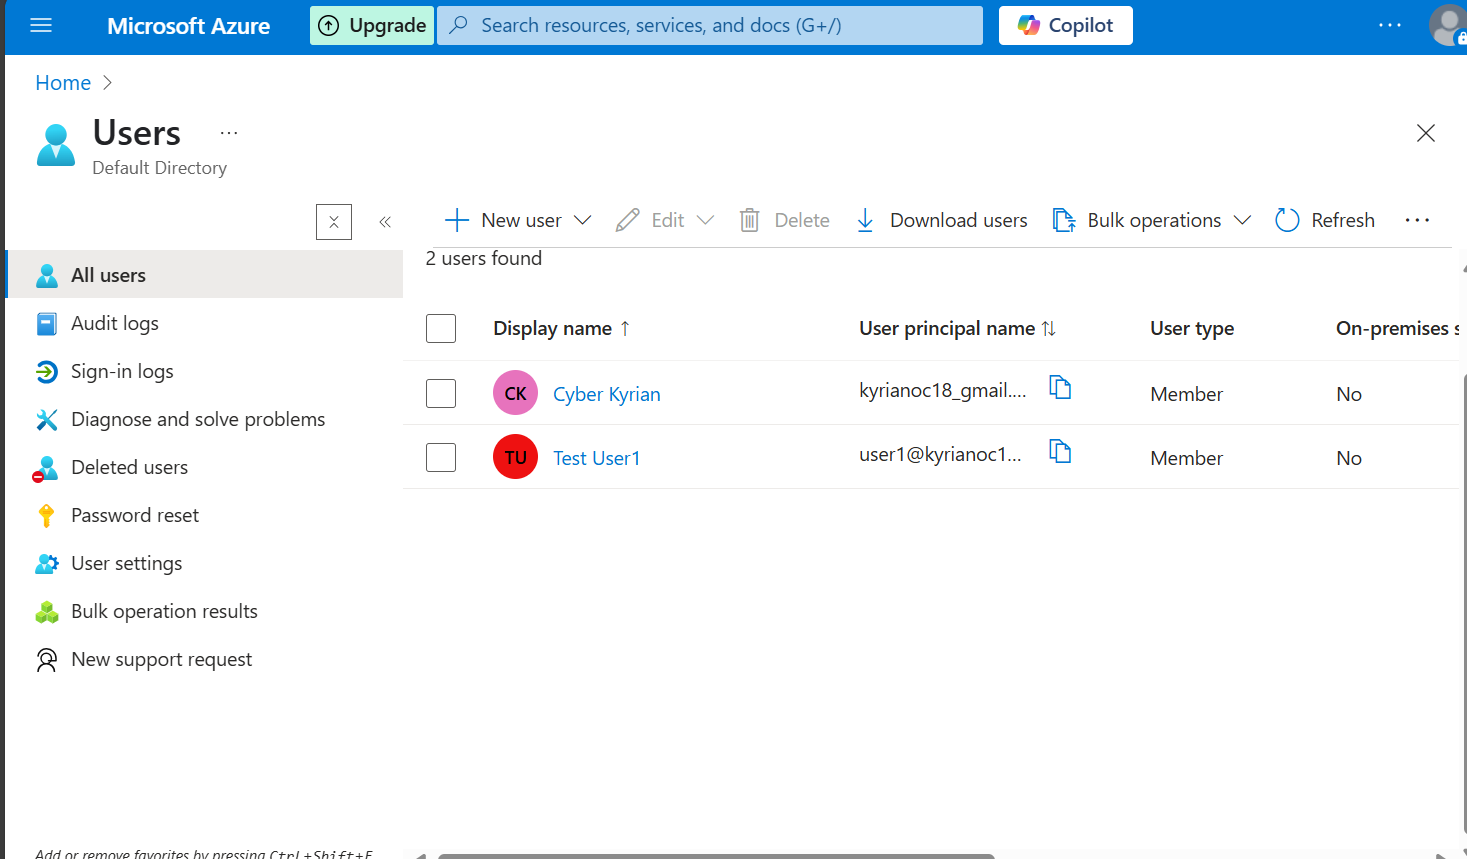 Microsoft Azure
Upgrade
Search resources, services, and docs (G+/)
Copilot
Home
Users
Default Directory
New user
Edit
Delete
Download users
Bulk operations
Refresh
All users
Audit logs
Sign-in logs
Diagnose and solve problems
Deleted users
Password reset
User settings
Bulk operation results
New support request
Add or remove favorites by pressing Ctrl+Shift+F
2 users found
Display name ↑ User principal name ↑↓ User type On-premises s
CK Cyber Kyrian kyrianoc18_gmail.... Member No
TU Test User1 user1@kyrianoc1... Member No